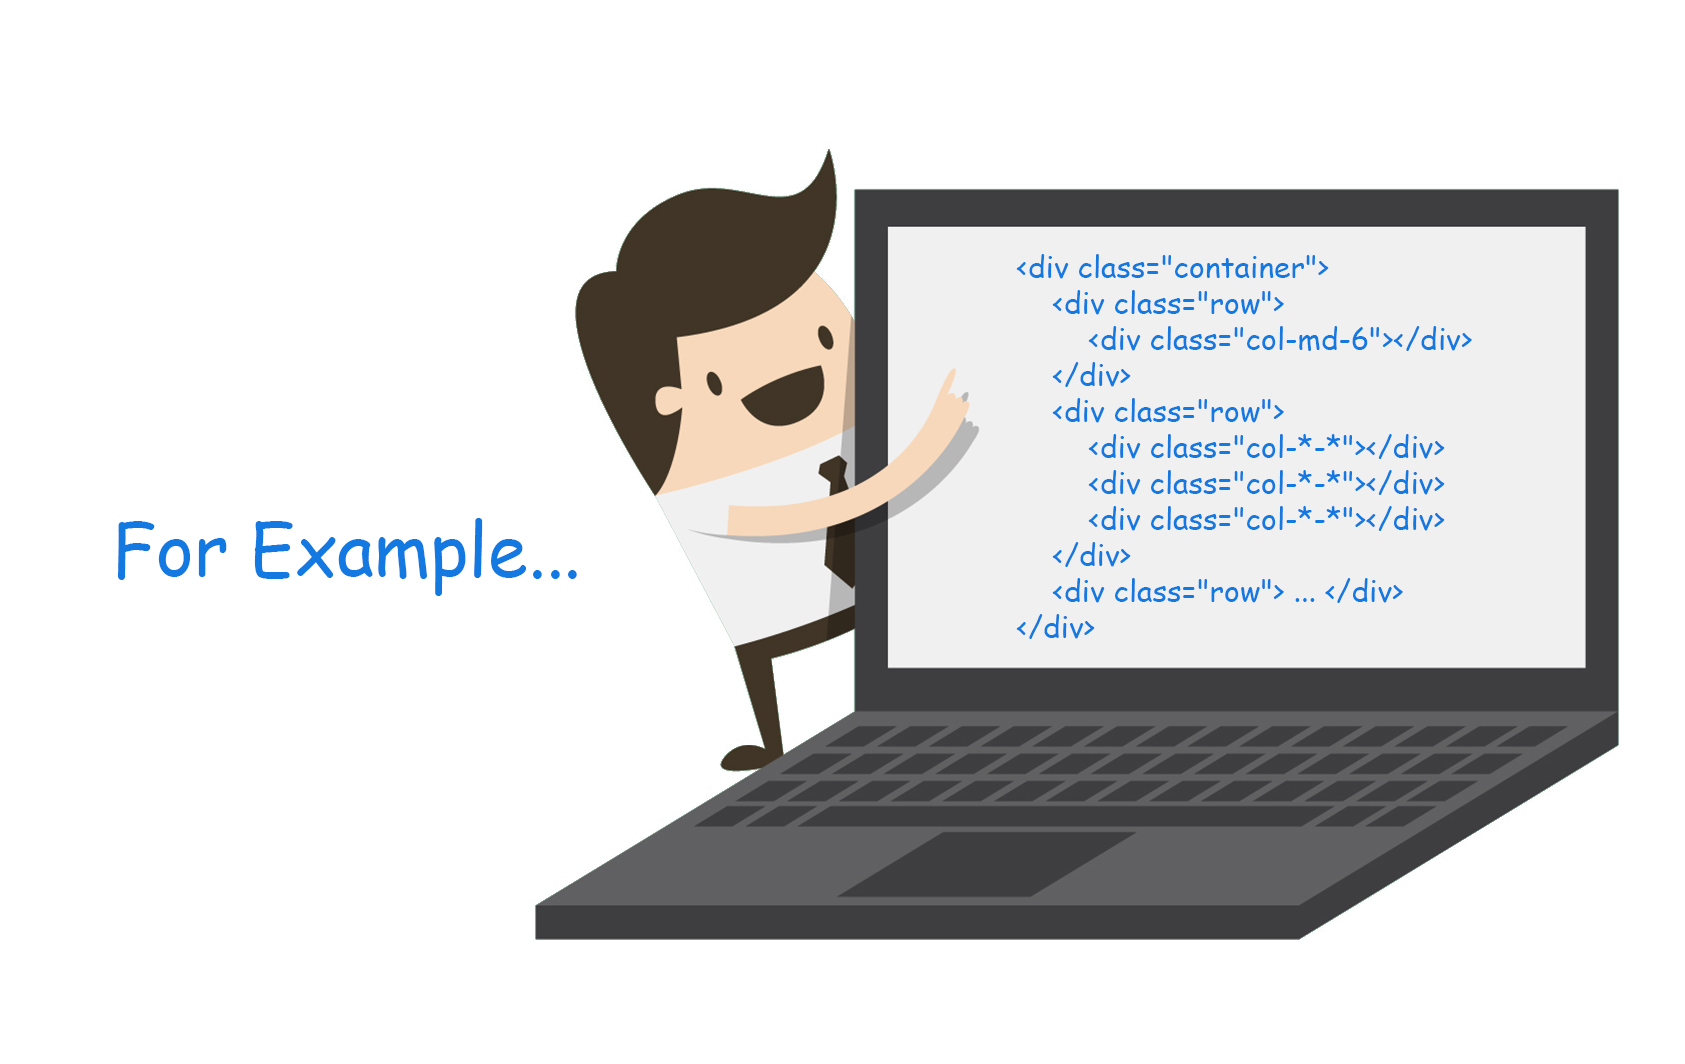 For Example...
<div class="container">
<div class="row">
<div class="col-md-6"></div>
</div>
<div class="row">
<div class="col-*-*"></div>
<div class="col-*-*"></div>
<div class="col-*-*"></div>
</div>
<div class="row"> ... </div>
</div>